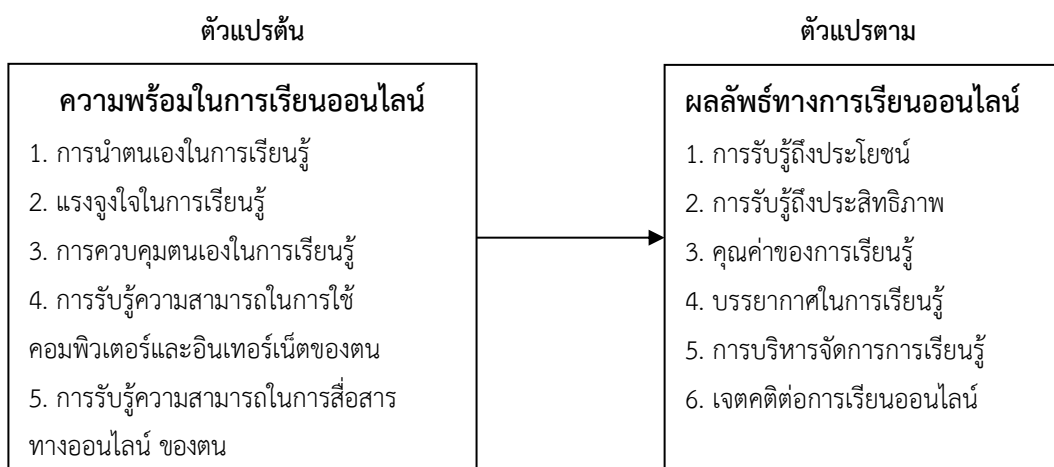 ตัวแปรต้น
ความพร้อมในการเรียนออนไลน์
1. การนำตนเองในการเรียนรู้
2. แรงจูงใจในการเรียนรู้
3. การควบคุมตนเองในการเรียนรู้
4. การรับรู้ความสามารถในการใช้
คอมพิวเตอร์และอินเทอร์เน็ตของตน
5. การรับรู้ความสามารถในการสื่อสาร
ทางออนไลน์ ของตน
ตัวแปรตาม
ผลลัพธ์ทางการเรียนออนไลน์
1. การรับรู้ถึงประโยชน์
2. การรับรู้ถึงประสิทธิภาพ
3. คุณค่าของการเรียนรู้
4. บรรยากาศในการเรียนรู้
5. การบริหารจัดการการเรียนรู้
6. เจตคติต่อการเรียนออนไลน์